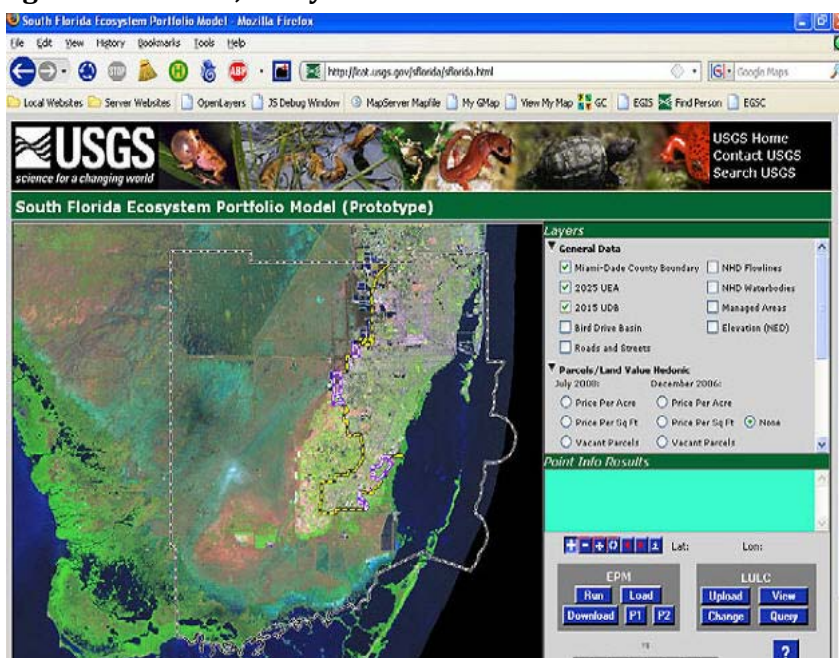 South Florida Ecosystem Portfolio Model - Mozilla Firefox
File Edit View History Bookmarks Tools Help
http://lcat.usgs.gov/sflorida/sflorida.html
Google Maps
Local Websites Server Websites OpenLayers JS Debug Window MapServer Mapfile My GMap View My Map GC EGIS Find Person EGSC
USGS
science for a changing world
USGS Home
Contact USGS
Search USGS
South Florida Ecosystem Portfolio Model (Prototype)
Layers
General Data
Miami-Dade County Boundary NHD Flowlines
2025 UEA NHD Waterbodies
2015 UDB Managed Areas
Bird Drive Basin Elevation (NED)
Roads and Streets
Parcels/Land Value Hedonic
July 2008: December 2006:
Price Per Acre Price Per Acre
Price Per Sq Ft Price Per Sq Ft None
Vacant Parcels Vacant Parcels
Point Info Results
Lat: Lon:
EPM LULC
Run Load Upload View
Download P1 P2 Change Query
?